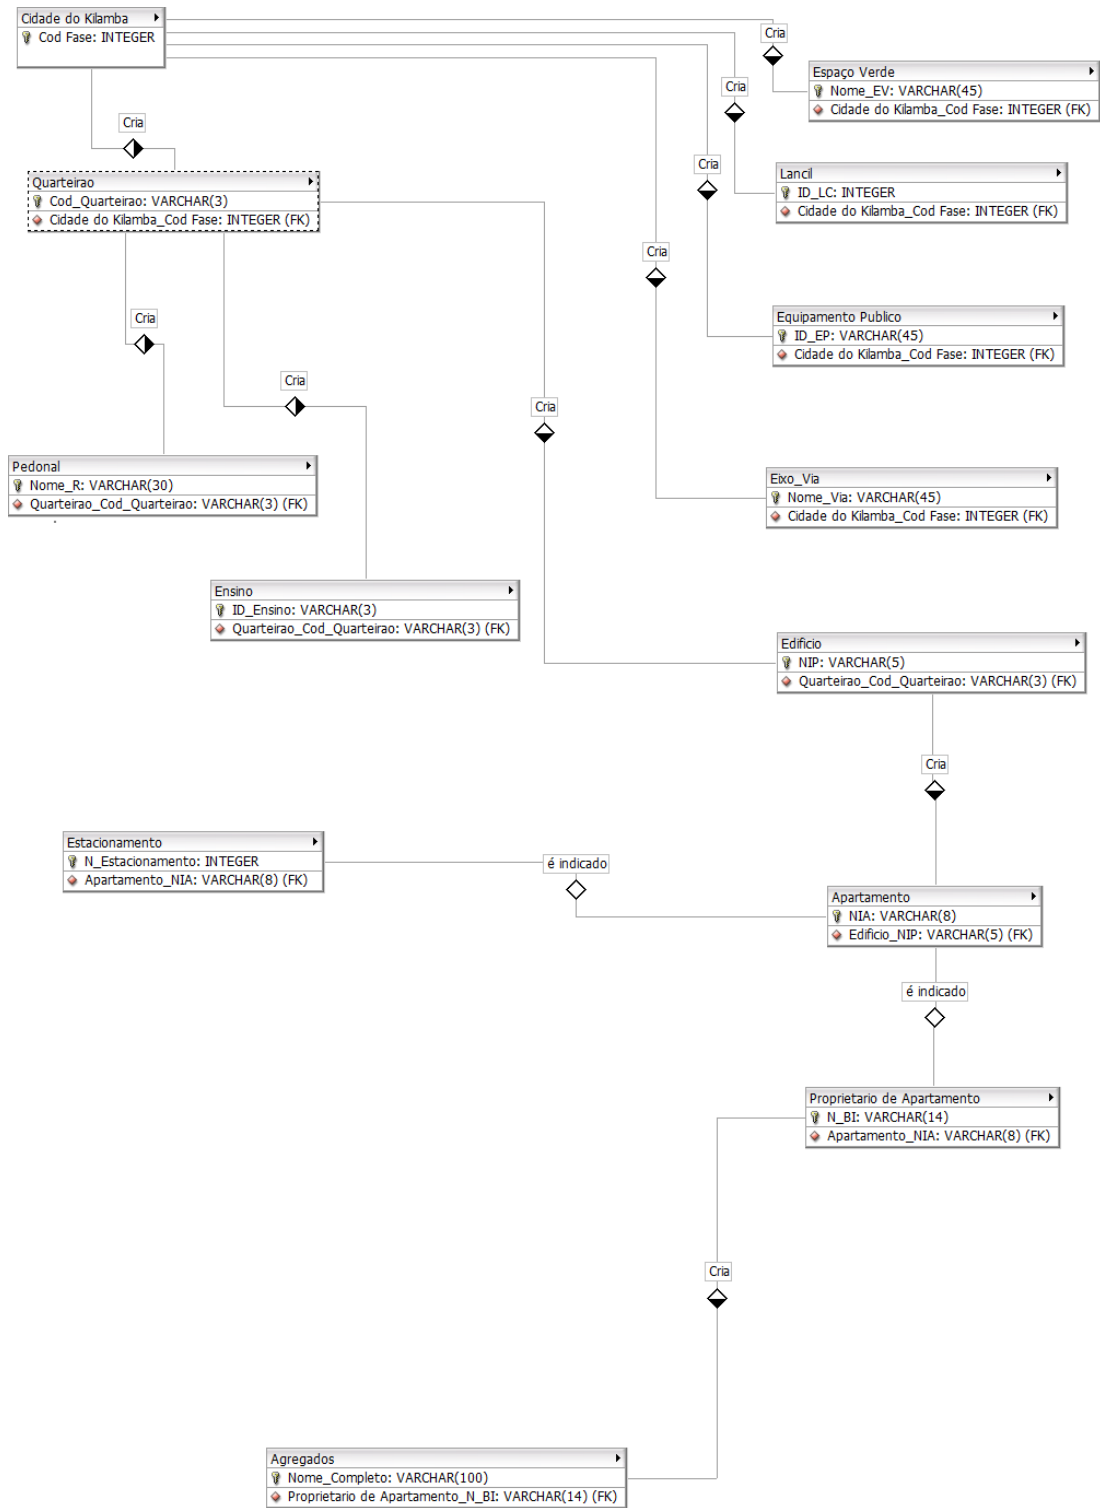 Cidade do Kilamba
Cod Fase: INTEGER
Cria
Espaço Verde
Nome_EV: VARCHAR(45)
Cidade do Kilamba_Cod Fase: INTEGER (FK)
Cria
Cria
Quarteirao
Cod_Quarteirao: VARCHAR(3)
Cidade do Kilamba_Cod Fase: INTEGER (FK)
Cria
Lancil
ID_LC: INTEGER
Cidade do Kilamba_Cod Fase: INTEGER (FK)
Cria
Cria
Equipamento Publico
ID_EP: VARCHAR(45)
Cidade do Kilamba_Cod Fase: INTEGER (FK)
Cria
Cria
Pedonal
Nome_R: VARCHAR(30)
Quarteirao_Cod_Quarteirao: VARCHAR(3) (FK)
Eixo_Via
Nome_Via: VARCHAR(45)
Cidade do Kilamba_Cod Fase: INTEGER (FK)
Ensino
ID_Ensino: VARCHAR(3)
Quarteirao_Cod_Quarteirao: VARCHAR(3) (FK)
Edificio
NIP: VARCHAR(5)
Quarteirao_Cod_Quarteirao: VARCHAR(3) (FK)
Cria
Estacionamento
N_Estacionamento: INTEGER
Apartamento_NIA: VARCHAR(8) (FK)
é indicado
Apartamento
NIA: VARCHAR(8)
Edificio_NIP: VARCHAR(5) (FK)
é indicado
Proprietario de Apartamento
N_BI: VARCHAR(14)
Apartamento_NIA: VARCHAR(8) (FK)
Cria
Agregados
Nome_Completo: VARCHAR(100)
Proprietario de Apartamento_N_BI: VARCHAR(14) (FK)